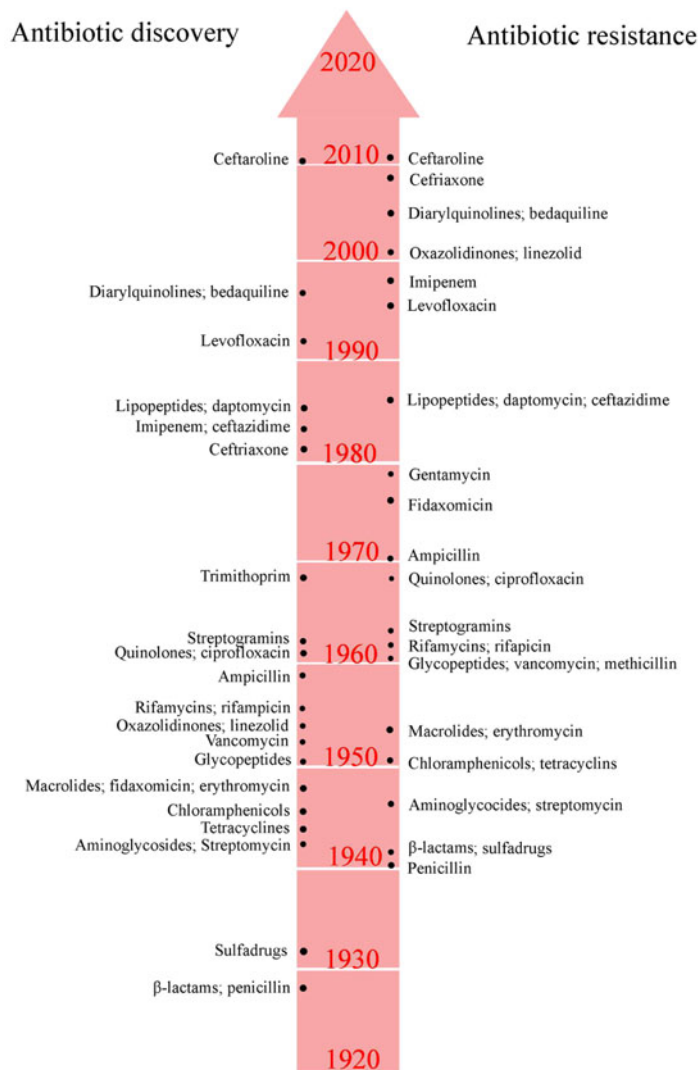 Antibiotic discovery
Antibiotic resistance
2020
Ceftaroline
2010
Ceftaroline
Cefriaxone
Diarylquinolines; bedaquiline
2000
Oxazolidinones; linezolid
Imipenem
Diarylquinolines; bedaquiline
Levofloxacin
Levofloxacin
1990
Lipopeptides; daptomycin; ceftazidime
Lipopeptides; daptomycin
Imipenem; ceftazidime
Ceftriaxone
1980
Gentamycin
Fidaxomicin
1970
Ampicillin
Trimithoprim
Quinolones; ciprofloxacin
Streptogramins
Streptogramins
Rifamycins; rifapicin
Quinolones; ciprofloxacin
1960
Glycopeptides; vancomycin; methicillin
Ampicillin
Rifamycins; rifampicin
Oxazolidinones; linezolid
Macrolides; erythromycin
Vancomycin
1950
Glycopeptides
Chloramphenicols; tetracyclins
Macrolides; fidaxomicin; erythromycin
Aminoglycocides; streptomycin
Chloramphenicols
Tetracyclines
Aminoglycosides; Streptomycin
1940
β-lactams; sulfadrugs
Penicillin
Sulfadrugs
1930
β-lactams; penicillin
1920